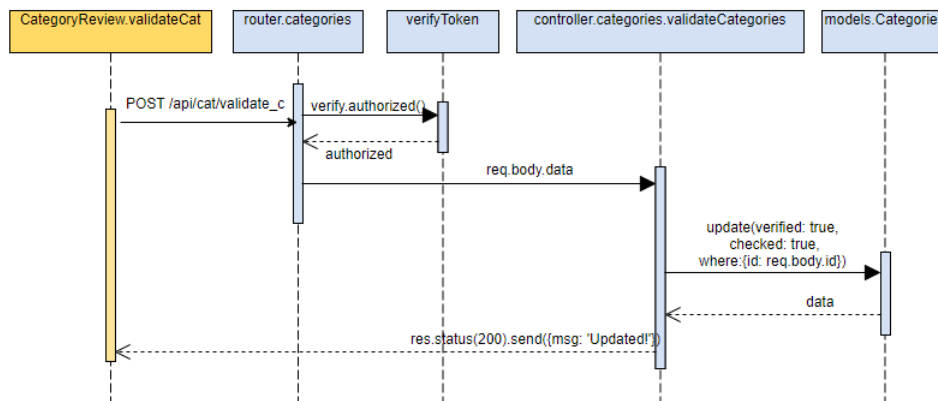 CategoryReview.validateCat
router.categories
verifyToken
controller.categories.validateCategories
models.Categorie
POST /api/cat/validate_c
verify.authorized()
authorized
req.body.data
update(verified: true,
checked: true,
where:{id: req.body.id})
data
res.status(200).send({msg: 'Updated!'})